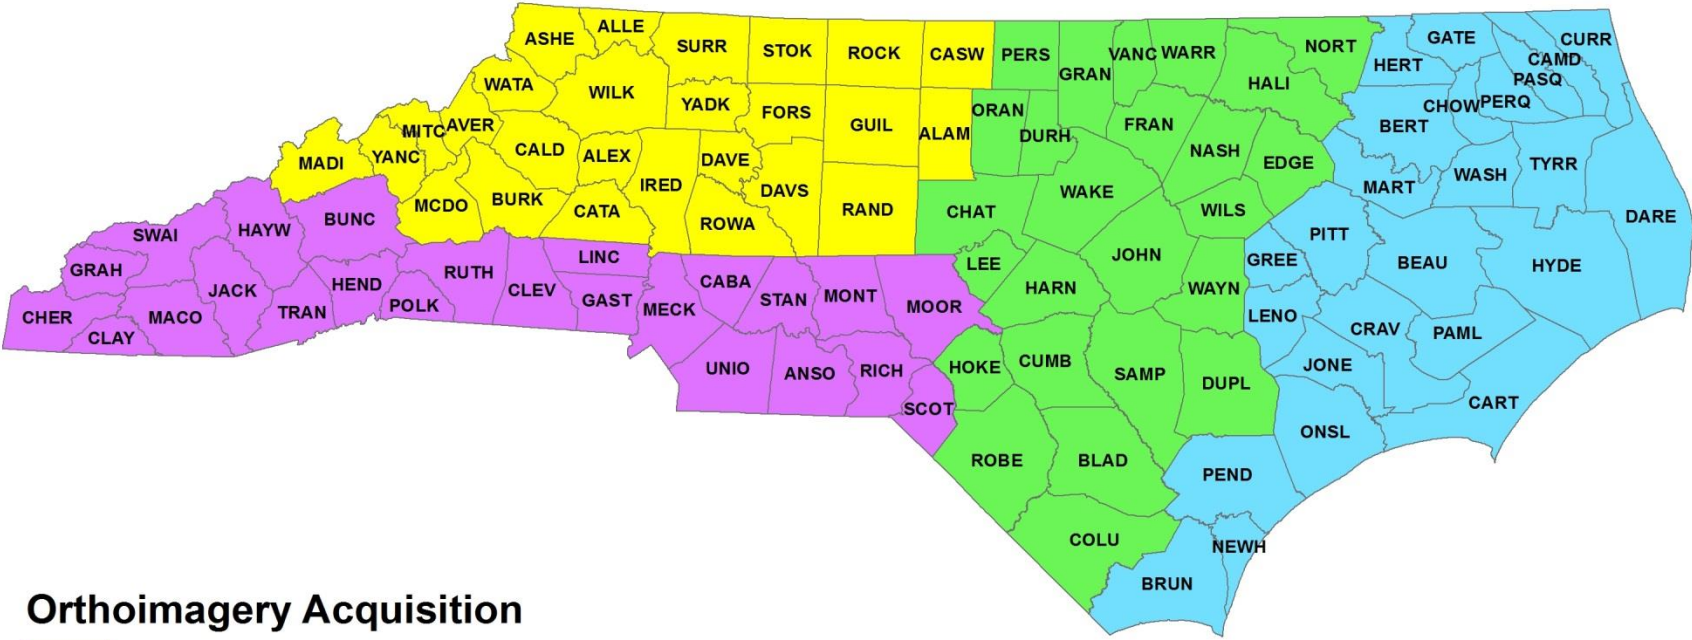 ALLE
ASHE
SURR
STOK
ROCK
CASW
PERS
VANC
WARR
NORT
GATE
CURR
CAMD
HERT
GRAN
HALI
PASQ
WATA
WILK
YADK
FORS
GUIL
ALAM
ORAN
DURH
FRAN
CHOW
PERQ
BERT
MITC
AVER
CALD
ALEX
DAVE
NASH
EDGE
MADI
YANC
IRED
DAVS
WAKE
MART
WASH
TYRR
MCDO
BURK
CATA
ROWA
RAND
CHAT
WILS
DARE
SWAI
HAYW
BUNC
PITT
GRAH
JACK
HEND
RUTH
LINC
CABA
LEE
JOHN
GREE
BEAU
HYDE
CHER
CLAY
MACO
TRAN
POLK
CLEV
GAST
MECK
STAN
MONT
MOOR
HARN
WAYN
LENO
CRAV
PAML
UNIO
ANSO
RICH
SCOT
HOKE
CUMB
SAMP
DUPL
JONE
CART
ONSL
ROBE
BLAD
PEND
COLU
NEWH
BRUN
Orthoimagery Acquisition